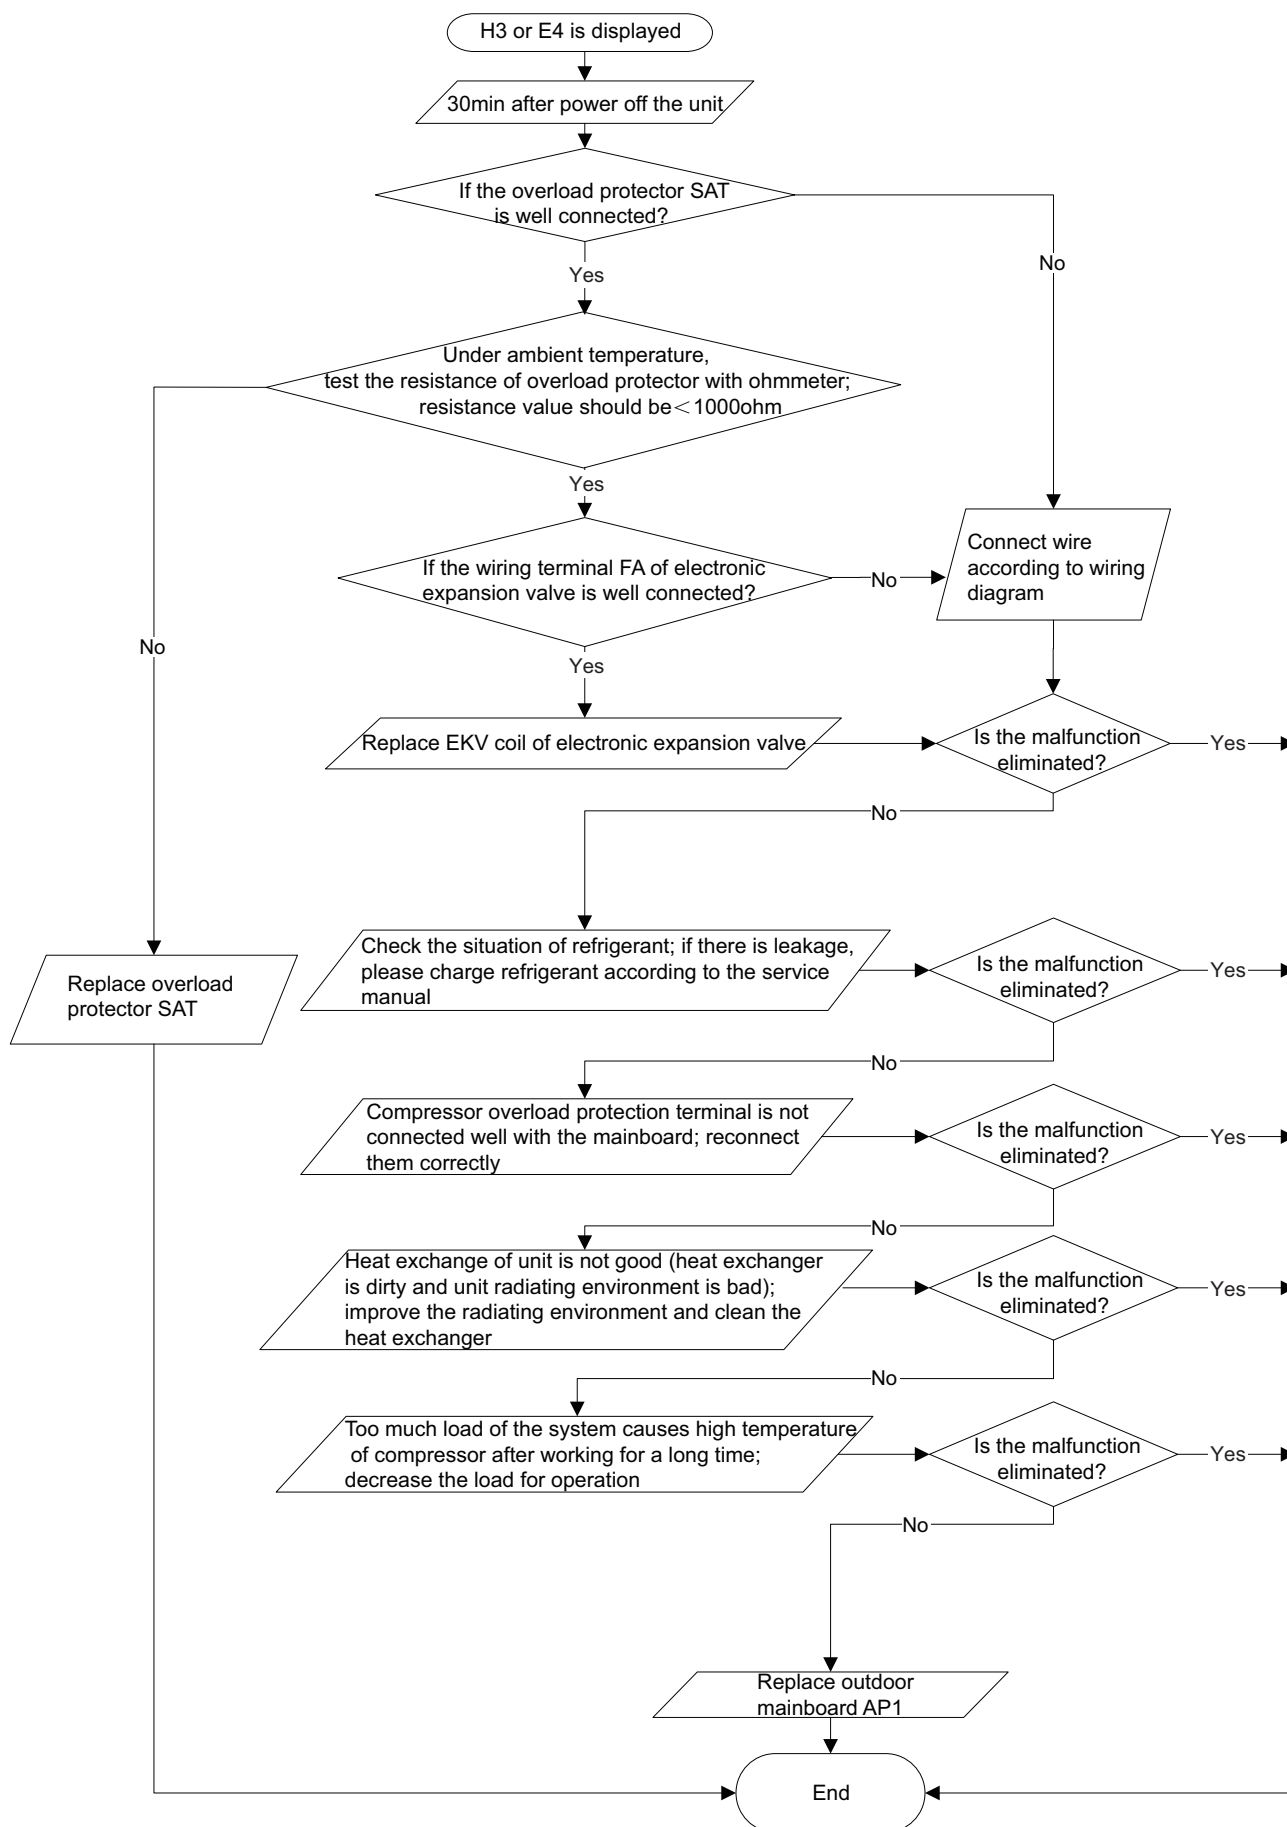 H3 or E4 is displayed
30min after power off the unit
If the overload protector SAT
is well connected?
No
Yes
Under ambient temperature,
test the resistance of overload protector with ohmmeter;
resistance value should be＜1000ohm
Yes
If the wiring terminal FA of electronic
expansion valve is well connected?
No
Connect wire
according to wiring
diagram
No
Yes
Replace EKV coil of electronic expansion valve
Is the malfunction
eliminated?
Yes
No
Check the situation of refrigerant; if there is leakage,
please charge refrigerant according to the service
manual
Is the malfunction
eliminated?
Yes
Replace overload
protector SAT
No
Compressor overload protection terminal is not
connected well with the mainboard; reconnect
them correctly
Is the malfunction
eliminated?
Yes
No
Heat exchange of unit is not good (heat exchanger
is dirty and unit radiating environment is bad);
improve the radiating environment and clean the
heat exchanger
Is the malfunction
eliminated?
Yes
No
Too much load of the system causes high temperature
of compressor after working for a long time;
decrease the load for operation
Is the malfunction
eliminated?
Yes
No
Replace outdoor
mainboard AP1
End